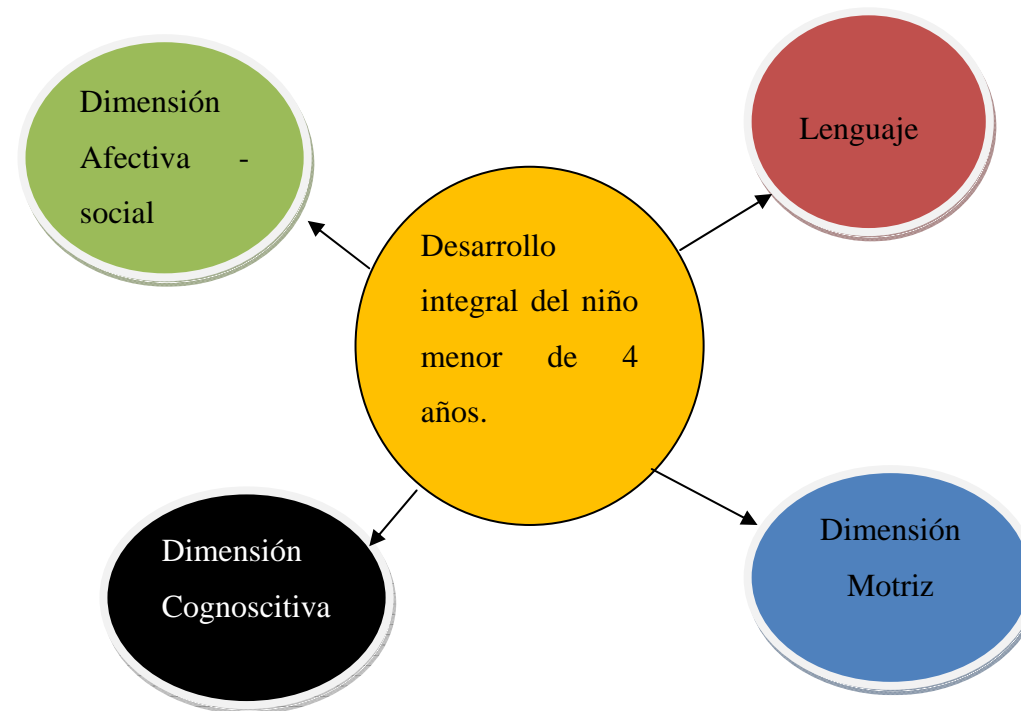 Dimensión
Afectiva -
social
Lenguaje
Desarrollo
integral del niño
menor de 4
años.
Dimensión
Cognoscitiva
Dimensión
Motriz